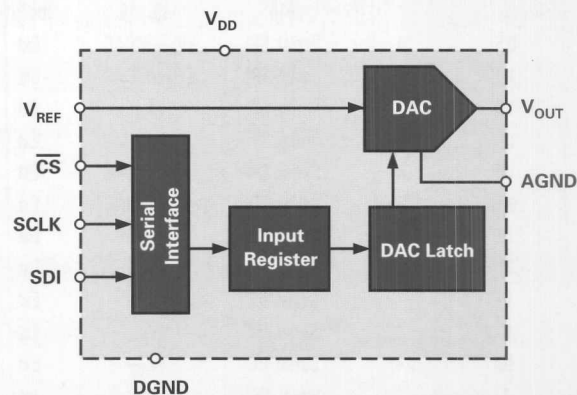 VDD
VREF
DAC
VOUT
CS
AGND
SCLK
Serial
Interface
Input
Register
DAC Latch
SDI
DGND